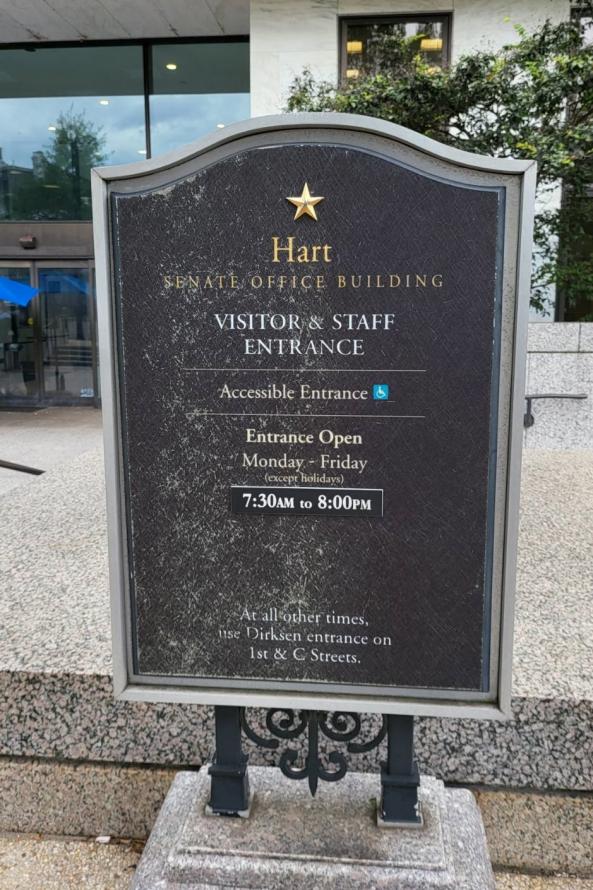 Hart
SENATE OFFICE BUILDING
VISITOR & STAFF
ENTRANCE
Accessible Entrance
Entrance Open
Monday - Friday
(except holidays)
7:30AM to 8:00PM
At all other times,
use Dirksen entrance on
1st & C Streets.